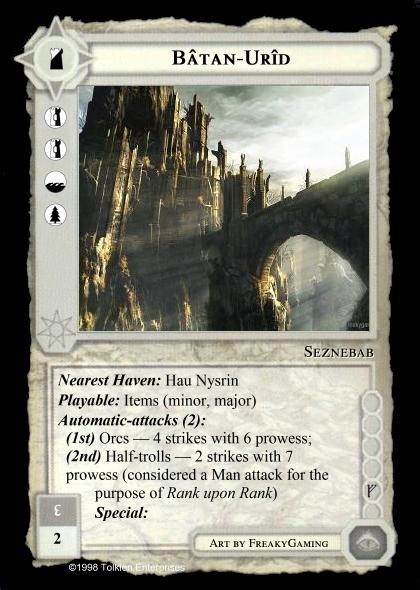 BÂTAN-URÎD
SEZNEBAB
Nearest Haven: Hau Nysrin
Playable: Items (minor, major)
Automatic-attacks (2):
(1st) Orcs — 4 strikes with 6 prowess;
(2nd) Half-trolls — 2 strikes with 7
prowess (considered a Man attack for the
purpose of Rank upon Rank)
Special:
ε
2
ART BY FREAKYGAMING
©1998 Tolkien Enterprises